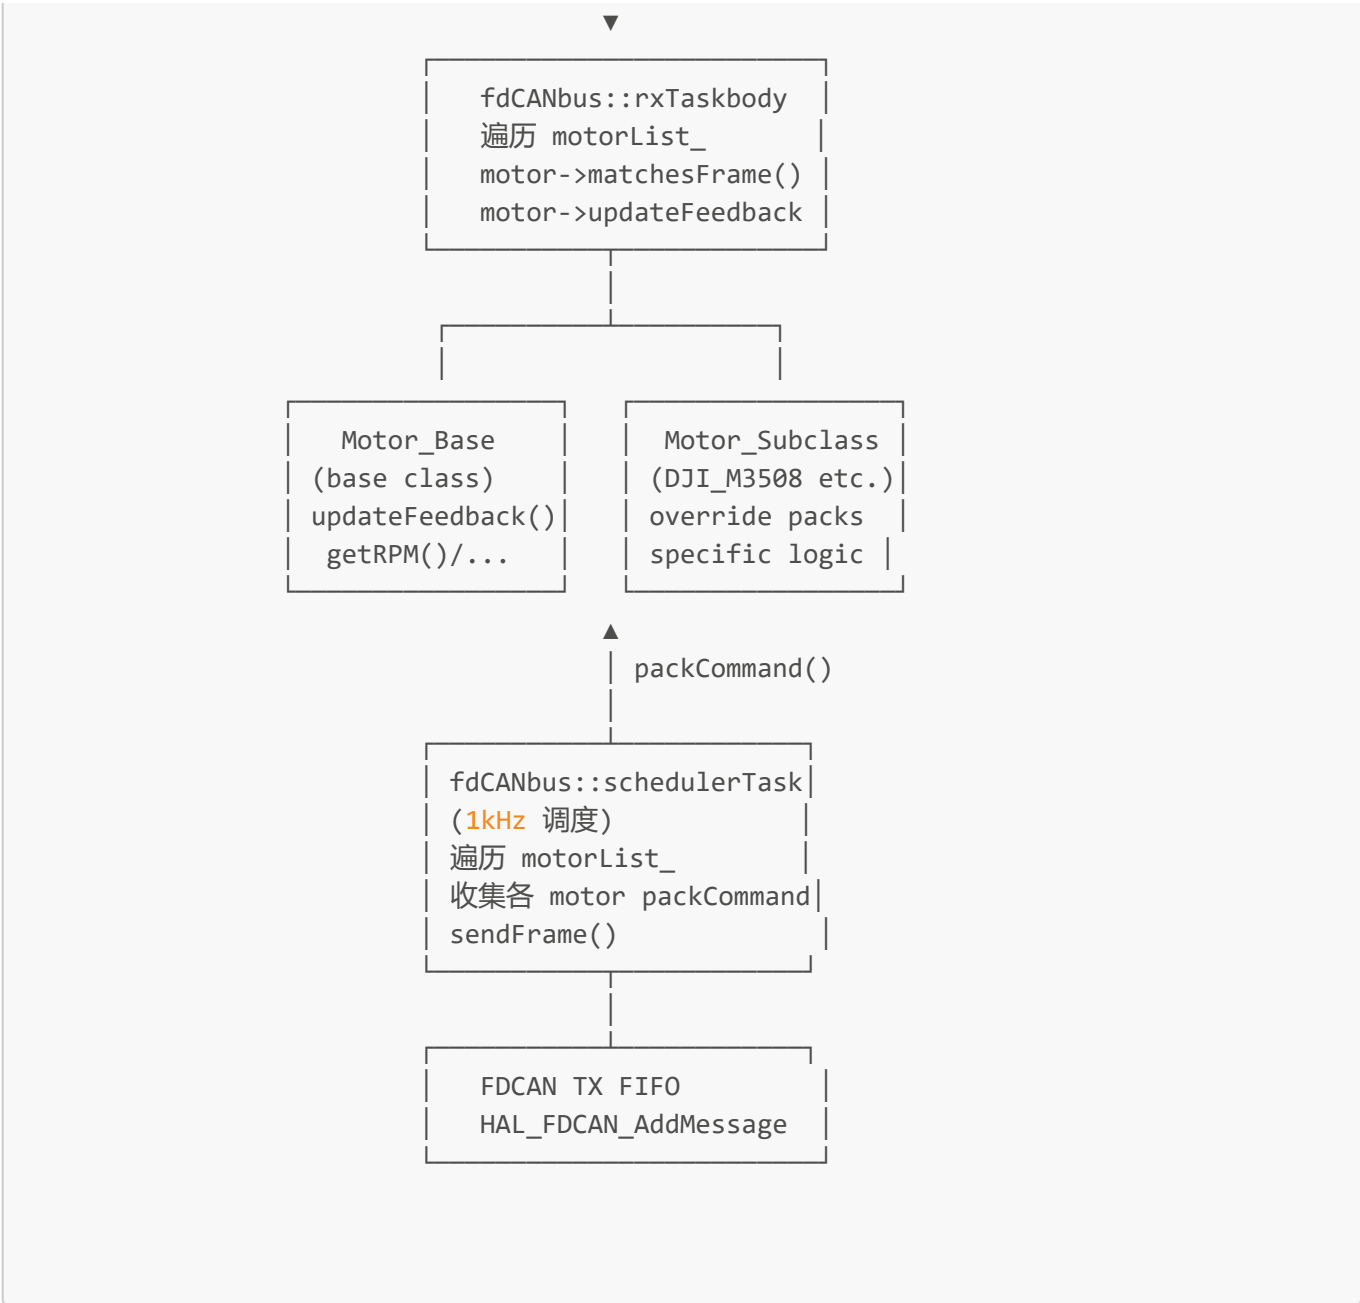 fdCANbus::rxTaskbody
遍历 motorList_
motor->matchesFrame()
motor->updateFeedback
Motor_Base
(base class)
updateFeedback()
getRPM()/...
Motor_Subclass
(DJI_M3508 etc.)
override packs
specific logic
packCommand()
fdCANbus::schedulerTask
(1kHz 调度)
遍历 motorList_
收集各 motor packCommand
sendFrame()
FDCAN TX FIFO
HAL_FDCAN_AddMessage